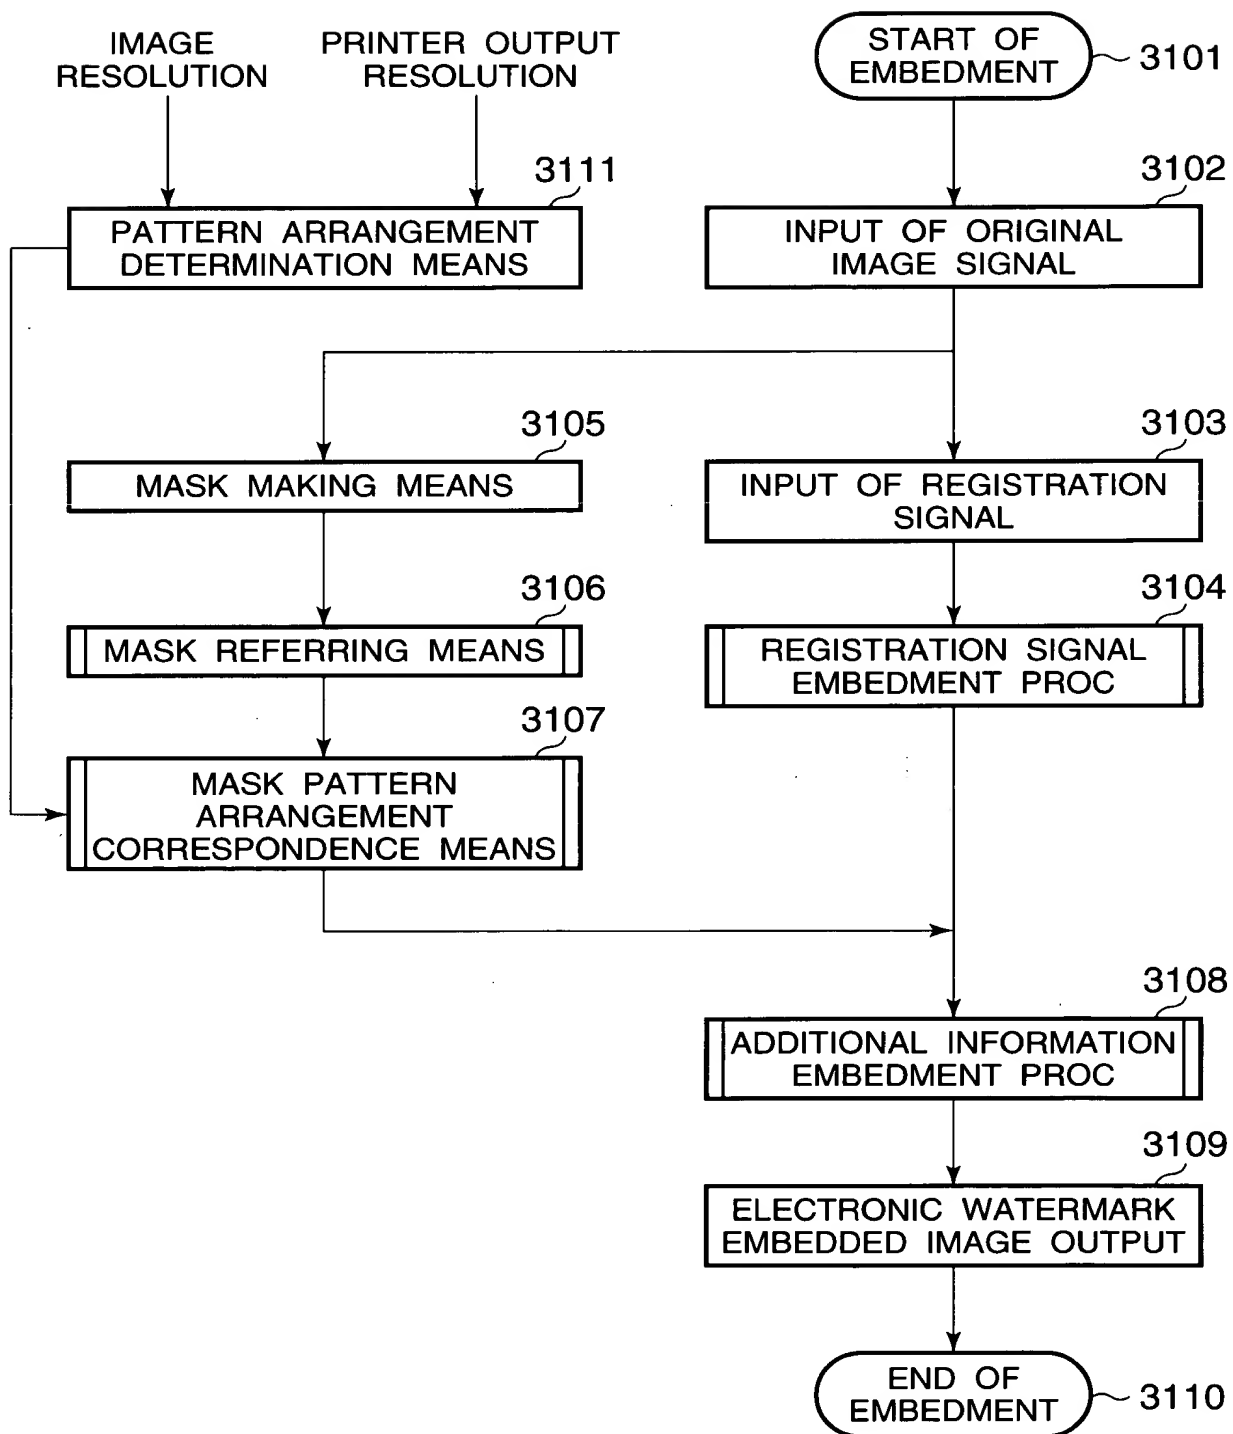 IMAGE
RESOLUTION
PRINTER OUTPUT
RESOLUTION
START OF
EMBEDMENT
3101
3111
PATTERN ARRANGEMENT
DETERMINATION MEANS
3102
INPUT OF ORIGINAL
IMAGE SIGNAL
3105
MASK MAKING MEANS
3103
INPUT OF REGISTRATION
SIGNAL
3106
MASK REFERRING MEANS
3104
REGISTRATION SIGNAL
EMBEDMENT PROC
3107
MASK PATTERN
ARRANGEMENT
CORRESPONDENCE MEANS
3108
ADDITIONAL INFORMATION
EMBEDMENT PROC
3109
ELECTRONIC WATERMARK
EMBEDDED IMAGE OUTPUT
END OF
EMBEDMENT
3110